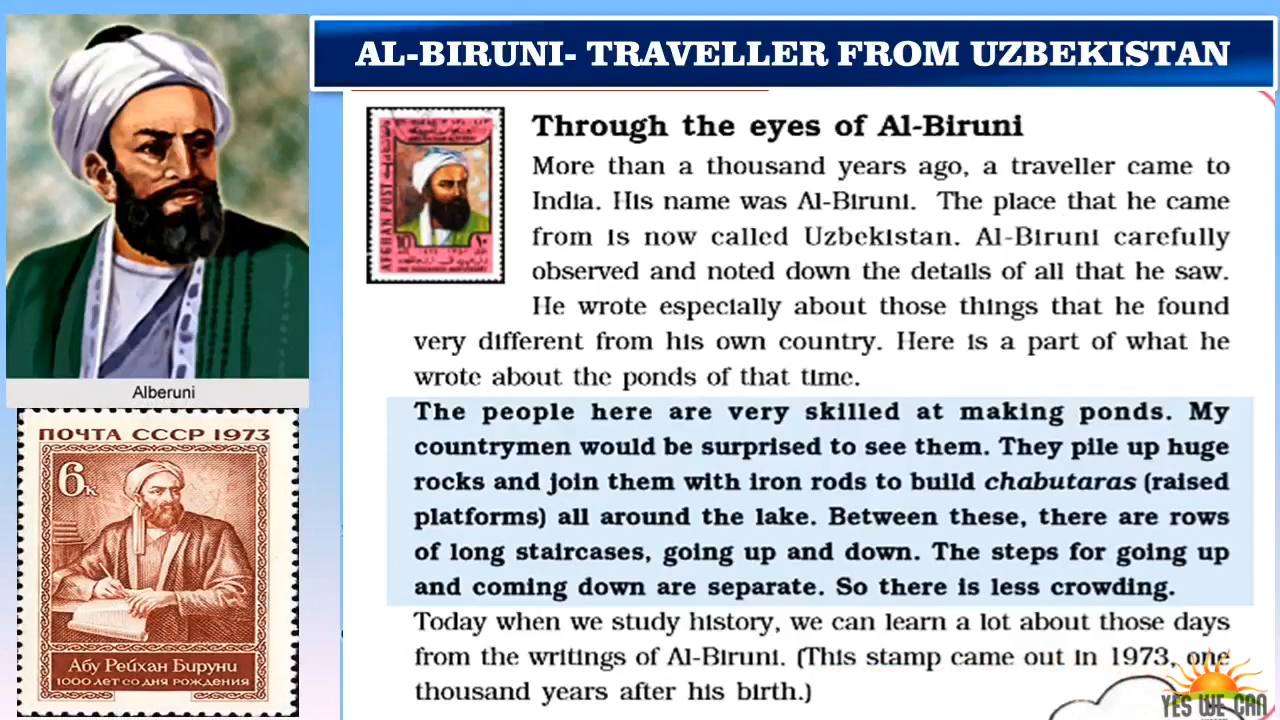 AL-BIRUNI- TRAVELLER FROM UZBEKISTAN
Alberuni
ПОЧТА СССР 1973
6к
Абу Рейхан Бируни
1000 лет со дня рождения
AFGHAN POST
10
Through the eyes of Al-Biruni
More than a thousand years ago, a traveller came to
India. His name was Al-Biruni. The place that he came
from is now called Uzbekistan. Al-Biruni carefully
observed and noted down the details of all that he saw.
He wrote especially about those things that he found
very different from his own country. Here is a part of what he
wrote about the ponds of that time.
The people here are very skilled at making ponds. My
countrymen would be surprised to see them. They pile up huge
rocks and join them with iron rods to build chabutaras (raised
platforms) all around the lake. Between these, there are rows
of long staircases, going up and down. The steps for going up
and coming down are separate. So there is less crowding.
Today when we study history, we can learn a lot about those days
from the writings of Al-Biruni. (This stamp came out in 1973, one
thousand years after his birth.)
YES WE CAN